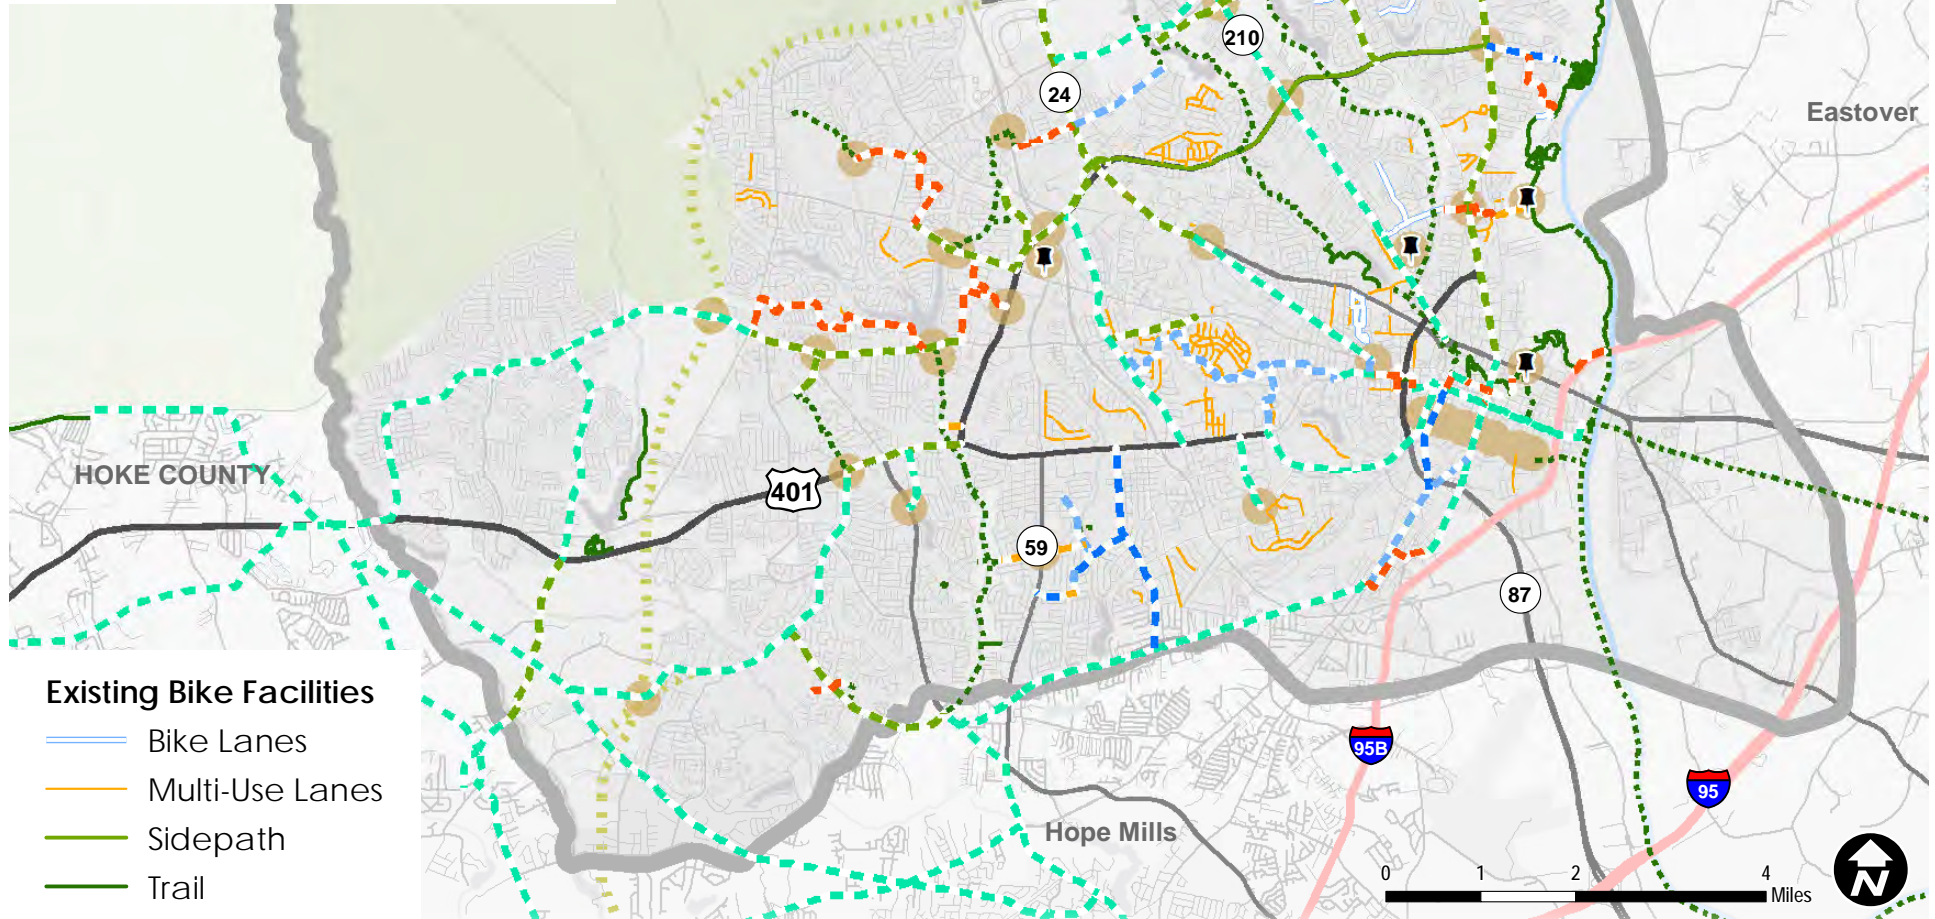 210
24
Eastover
HOKE COUNTY
401
59
87
Existing Bike Facilities
Bike Lanes
Multi-Use Lanes
Sidepath
Trail
95B
95
Hope Mills
0 1 2 4
Miles
N